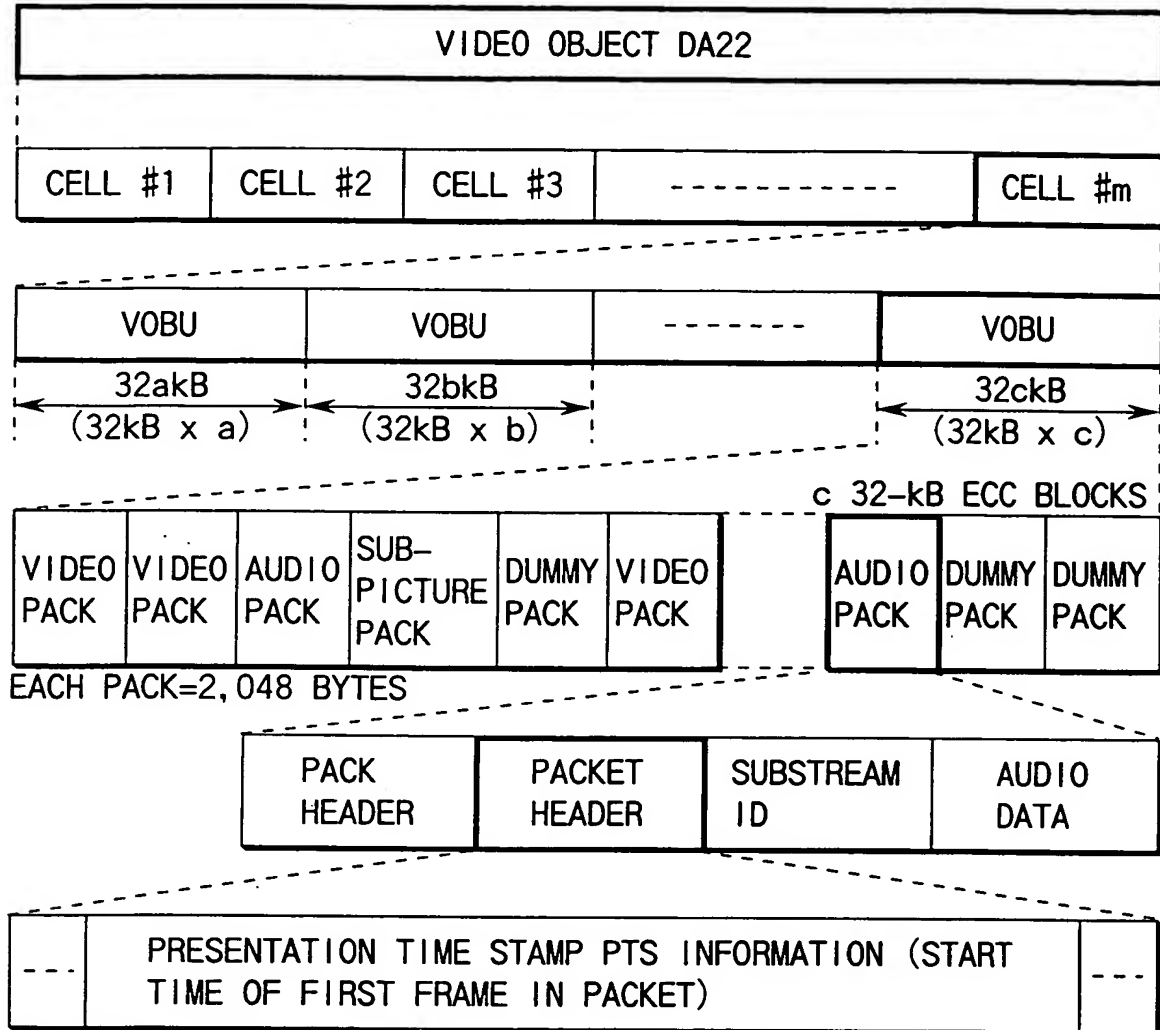 VIDEO OBJECT DA22
CELL #1 CELL #2 CELL #3 ----------- CELL #m
VOBU VOBU ------- VOBU
32akB 32bkB 32ckB
(32kB x a) (32kB x b) (32kB x c)
c 32-kB ECC BLOCKS
VIDEO PACK
VIDEO PACK
AUDIO PACK
SUB-
PICTURE
PACK
DUMMY PACK
VIDEO PACK
AUDIO PACK
DUMMY PACK
DUMMY PACK
EACH PACK=2,048 BYTES
PACK
HEADER
PACKET
HEADER
SUBSTREAM
ID
AUDIO
DATA
--- PRESENTATION TIME STAMP PTS INFORMATION (START ---
TIME OF FIRST FRAME IN PACKET)